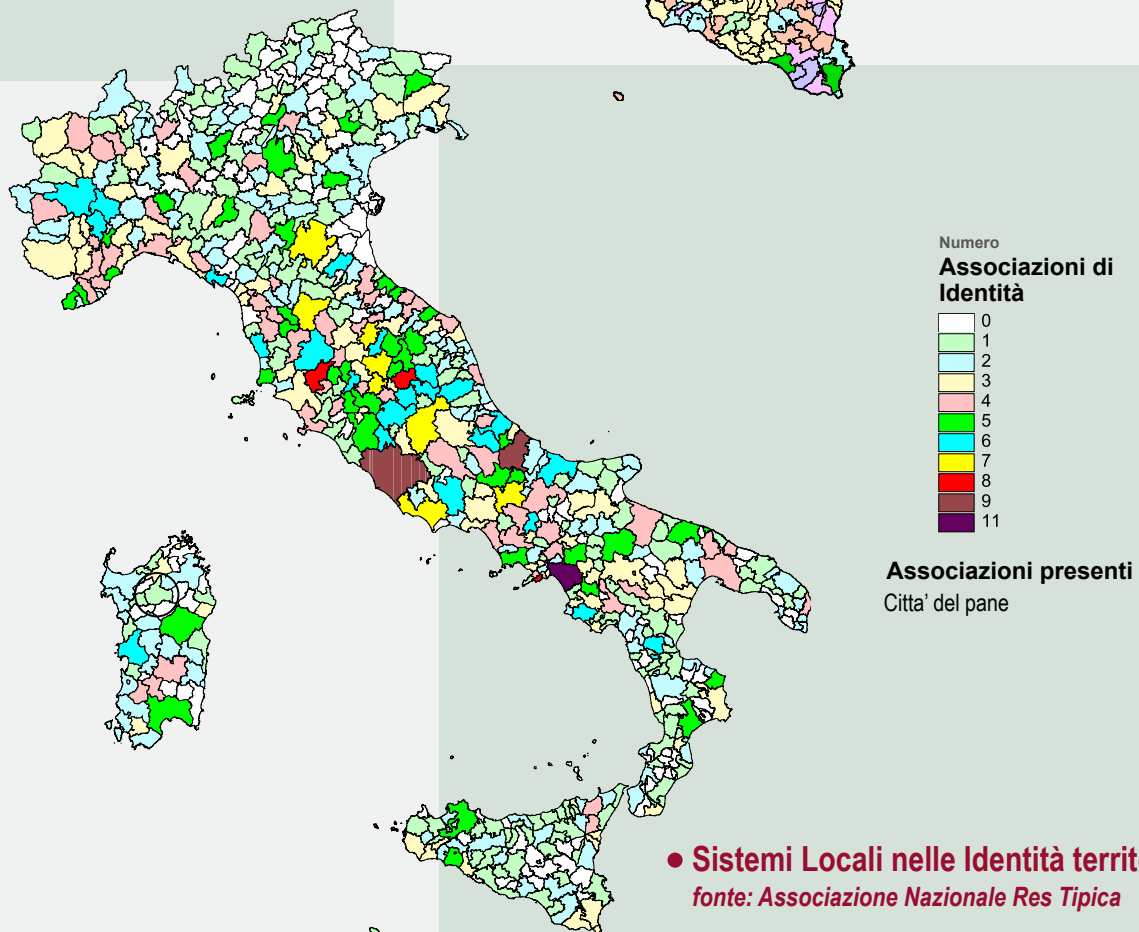 Numero
Associazioni di
Identità
0
1
2
3
4
5
6
7
8
9
11
Associazioni presenti
Citta' del pane
• Sistemi Locali nelle Identità territ
fonte: Associazione Nazionale Res Tipica